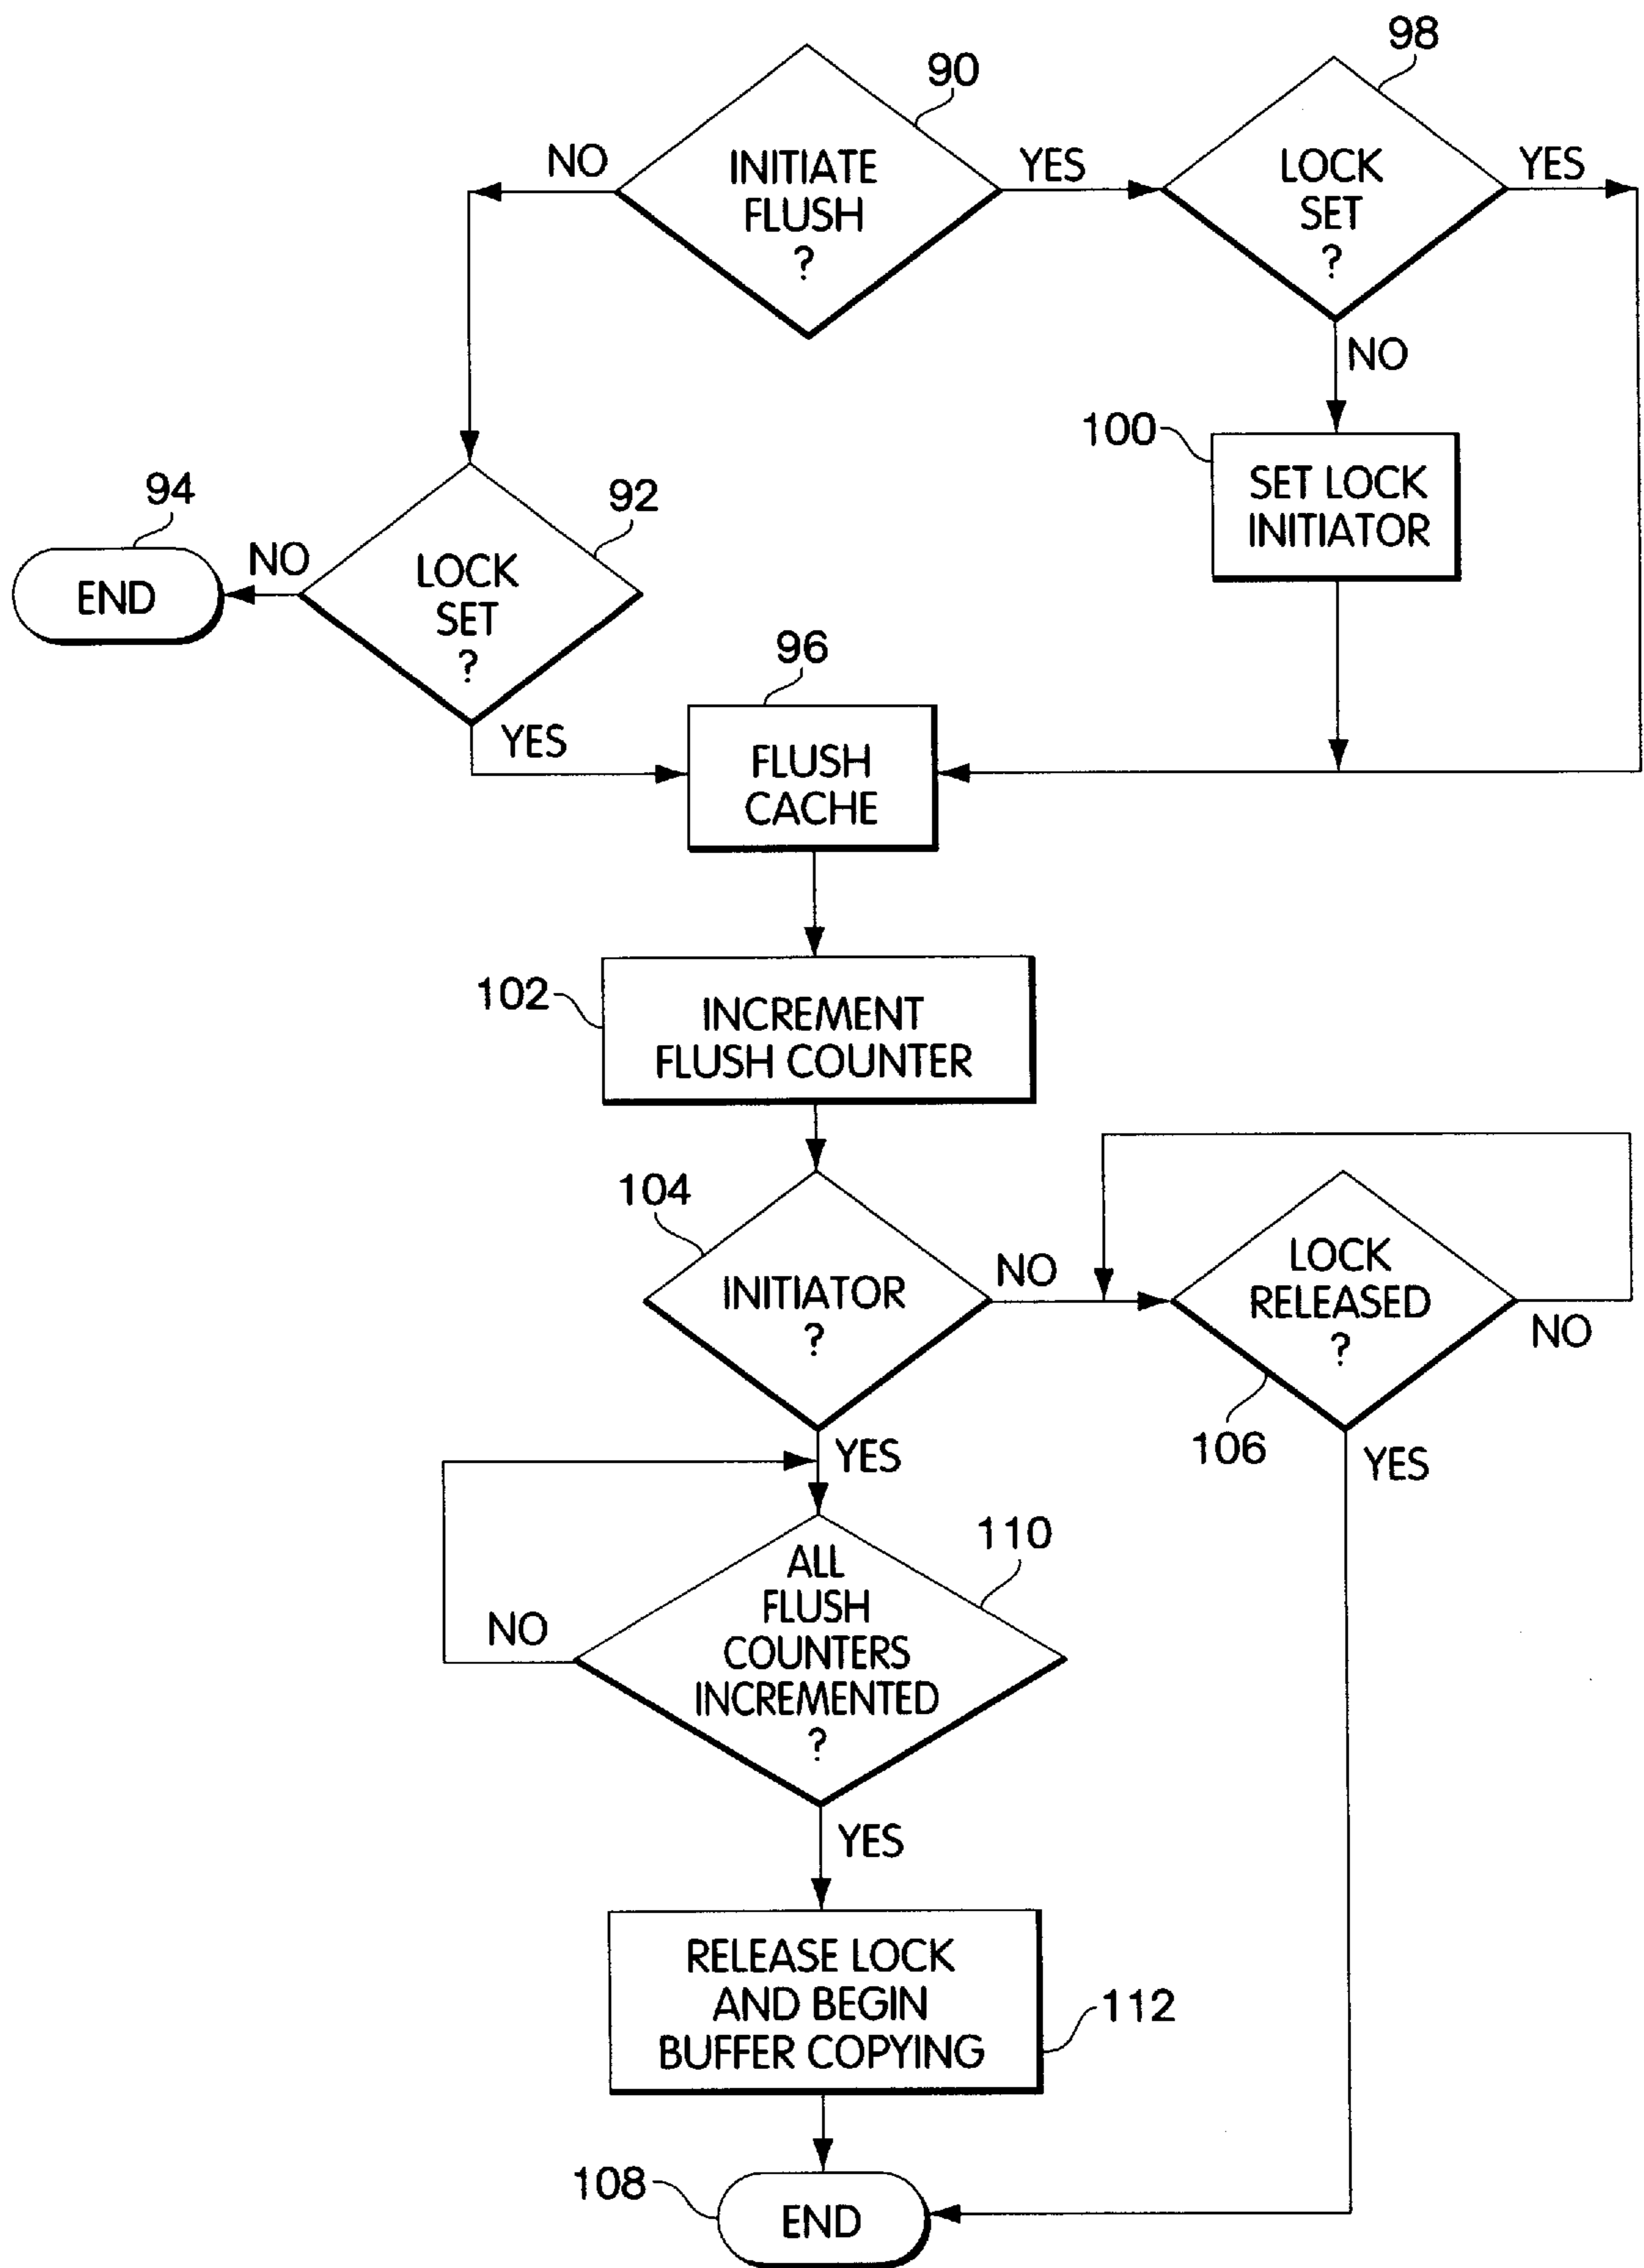 98
90
NO
INITIATE
FLUSH
?
YES
LOCK
SET
?
YES
NO
100
SET LOCK
INITIATOR
94
END
NO
92
LOCK
SET
?
YES
96
FLUSH
CACHE
102
INCREMENT
FLUSH COUNTER
104
INITIATOR
?
NO
LOCK
RELEASED
?
NO
106
YES
YES
110
ALL
FLUSH
COUNTERS
INCREMENTED
?
NO
YES
RELEASE LOCK
AND BEGIN
BUFFER COPYING
112
108
END